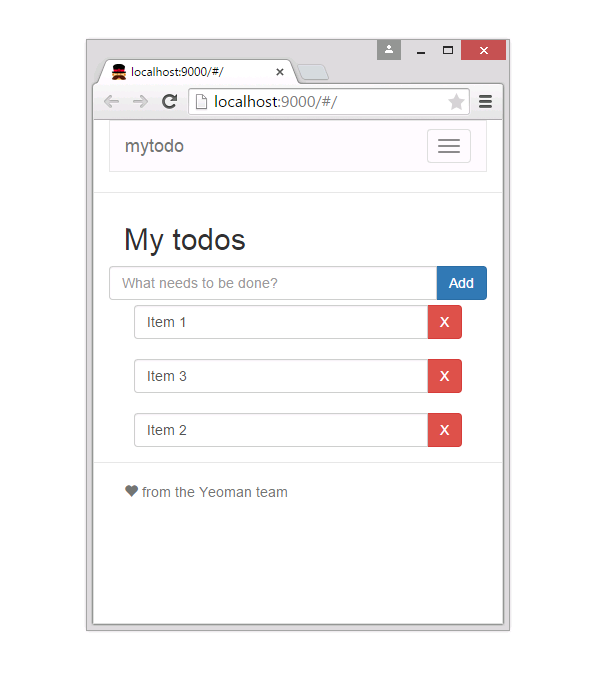 localhost:9000/#/
localhost:9000/#/
mytodo
My todos
What needs to be done? Add
Item 1 X
Item 3 X
Item 2 X
from the Yeoman team